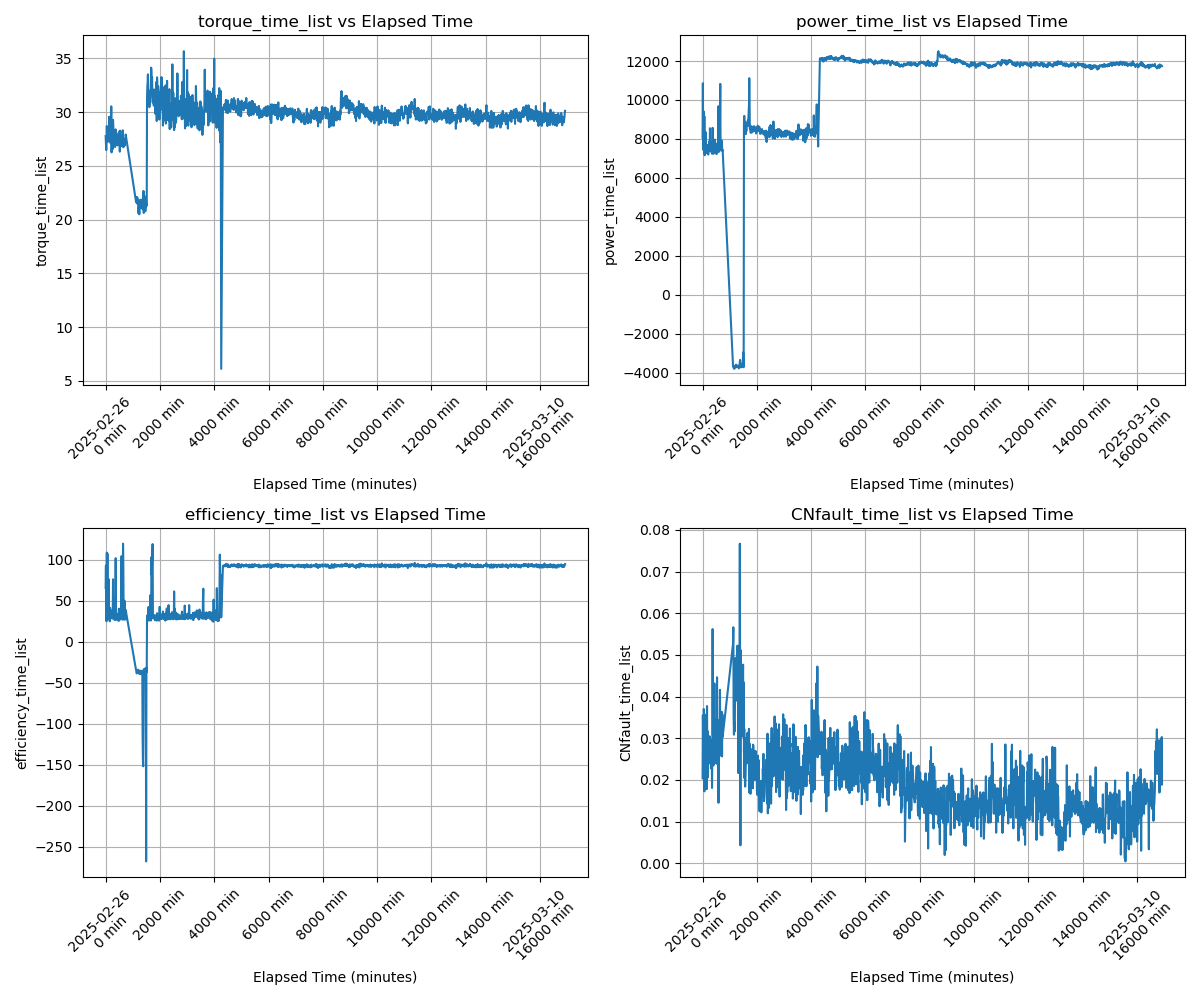 torque_time_list vs Elapsed Time
torque_time_list
35
30
25
20
15
10
5
2025-02-26
0 min
2000 min
4000 min
6000 min
8000 min
10000 min
12000 min
14000 min
2025-03-10
16000 min
Elapsed Time (minutes)
power_time_list vs Elapsed Time
power_time_list
12000
10000
8000
6000
4000
2000
0
−2000
−4000
2025-02-26
0 min
2000 min
4000 min
6000 min
8000 min
10000 min
12000 min
14000 min
2025-03-10
16000 min
Elapsed Time (minutes)
efficiency_time_list vs Elapsed Time
efficiency_time_list
100
50
0
−50
−100
−150
−200
−250
2025-02-26
0 min
2000 min
4000 min
6000 min
8000 min
10000 min
12000 min
14000 min
2025-03-10
16000 min
Elapsed Time (minutes)
CNfault_time_list vs Elapsed Time
CNfault_time_list
0.08
0.07
0.06
0.05
0.04
0.03
0.02
0.01
0.00
2025-02-26
0 min
2000 min
4000 min
6000 min
8000 min
10000 min
12000 min
14000 min
2025-03-10
16000 min
Elapsed Time (minutes)